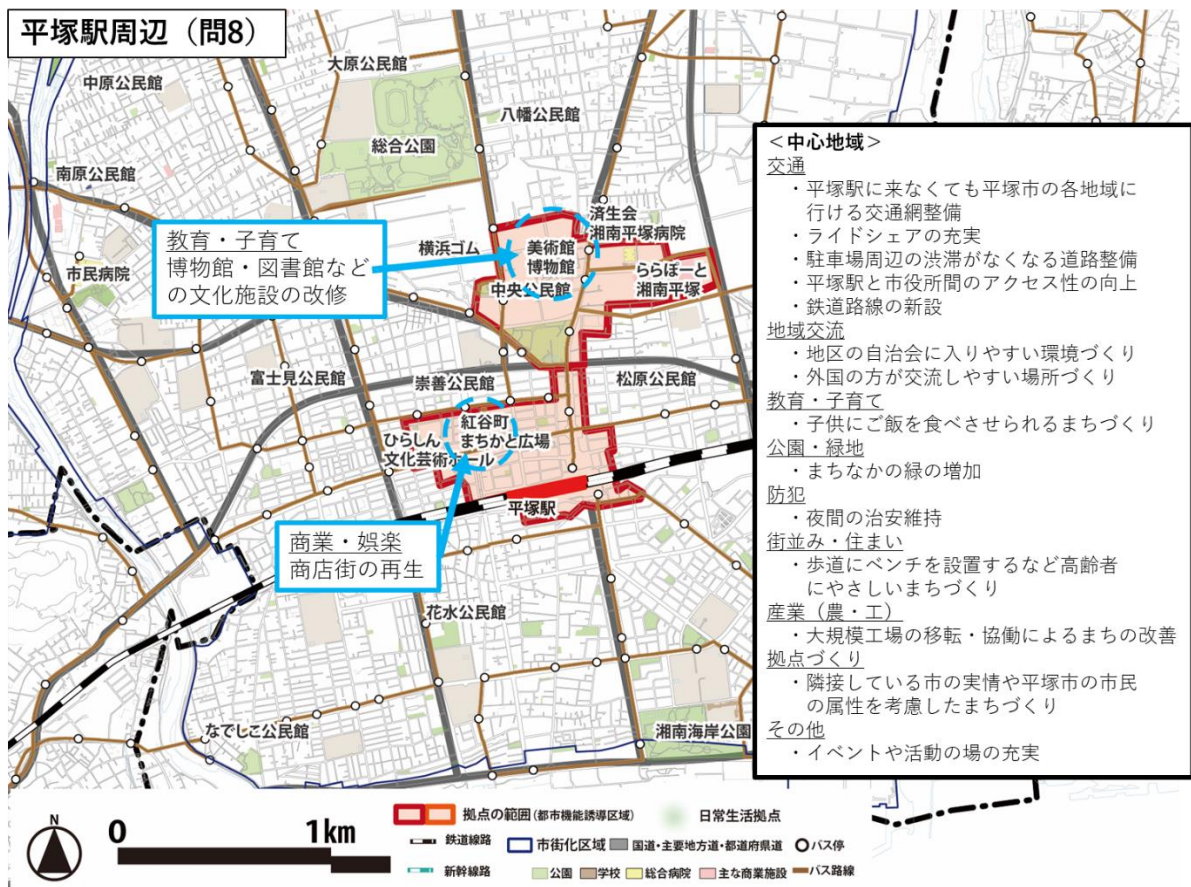 平塚駅周辺（問8）
中原公民館
大原公民館
八幡公民館
総合公園
南原公民館
教育・子育て
博物館・図書館など
の文化施設の改修
市民病院
横浜ゴム
美術館
博物館
中央公民館
済生会
湘南平塚病院
ららぽーと
湘南平塚
富士見公民館
崇善公民館
松原公民館
紅谷町
まちかと広場
ひらしん
文化芸術ホール
平塚駅
商業・娯楽
商店街の再生
花水公民館
なでしこ公民館
湘南海岸公園
＜中心地域＞
交通
・平塚駅に来なくても平塚市の各地域に
行ける交通網整備
・ライドシェアの充実
・駐車場周辺の渋滞がなくなる道路整備
・平塚駅と市役所間のアクセス性の向上
・鉄道路線の新設
地域交流
・地区の自治会に入りやすい環境づくり
・外国の方が交流しやすい場所づくり
教育・子育て
・子供にご飯を食べさせられるまちづくり
公園・緑地
・まちなかの緑の増加
防犯
・夜間の治安維持
街並み・住まい
・歩道にベンチを設置するなど高齢者
にやさしいまちづくり
産業（農・工）
・大規模工場の移転・協働によるまちの改善
拠点づくり
・隣接している市の実情や平塚市の市民
の属性を考慮したまちづくり
その他
・イベントや活動の場の充実
N
0 1km
拠点の範囲(都市機能誘導区域) 日常生活拠点
鉄道線路 市街化区域 国道・主要地方道・都道府県道 バス停
新幹線路 公園 学校 総合病院 主な商業施設 バス路線